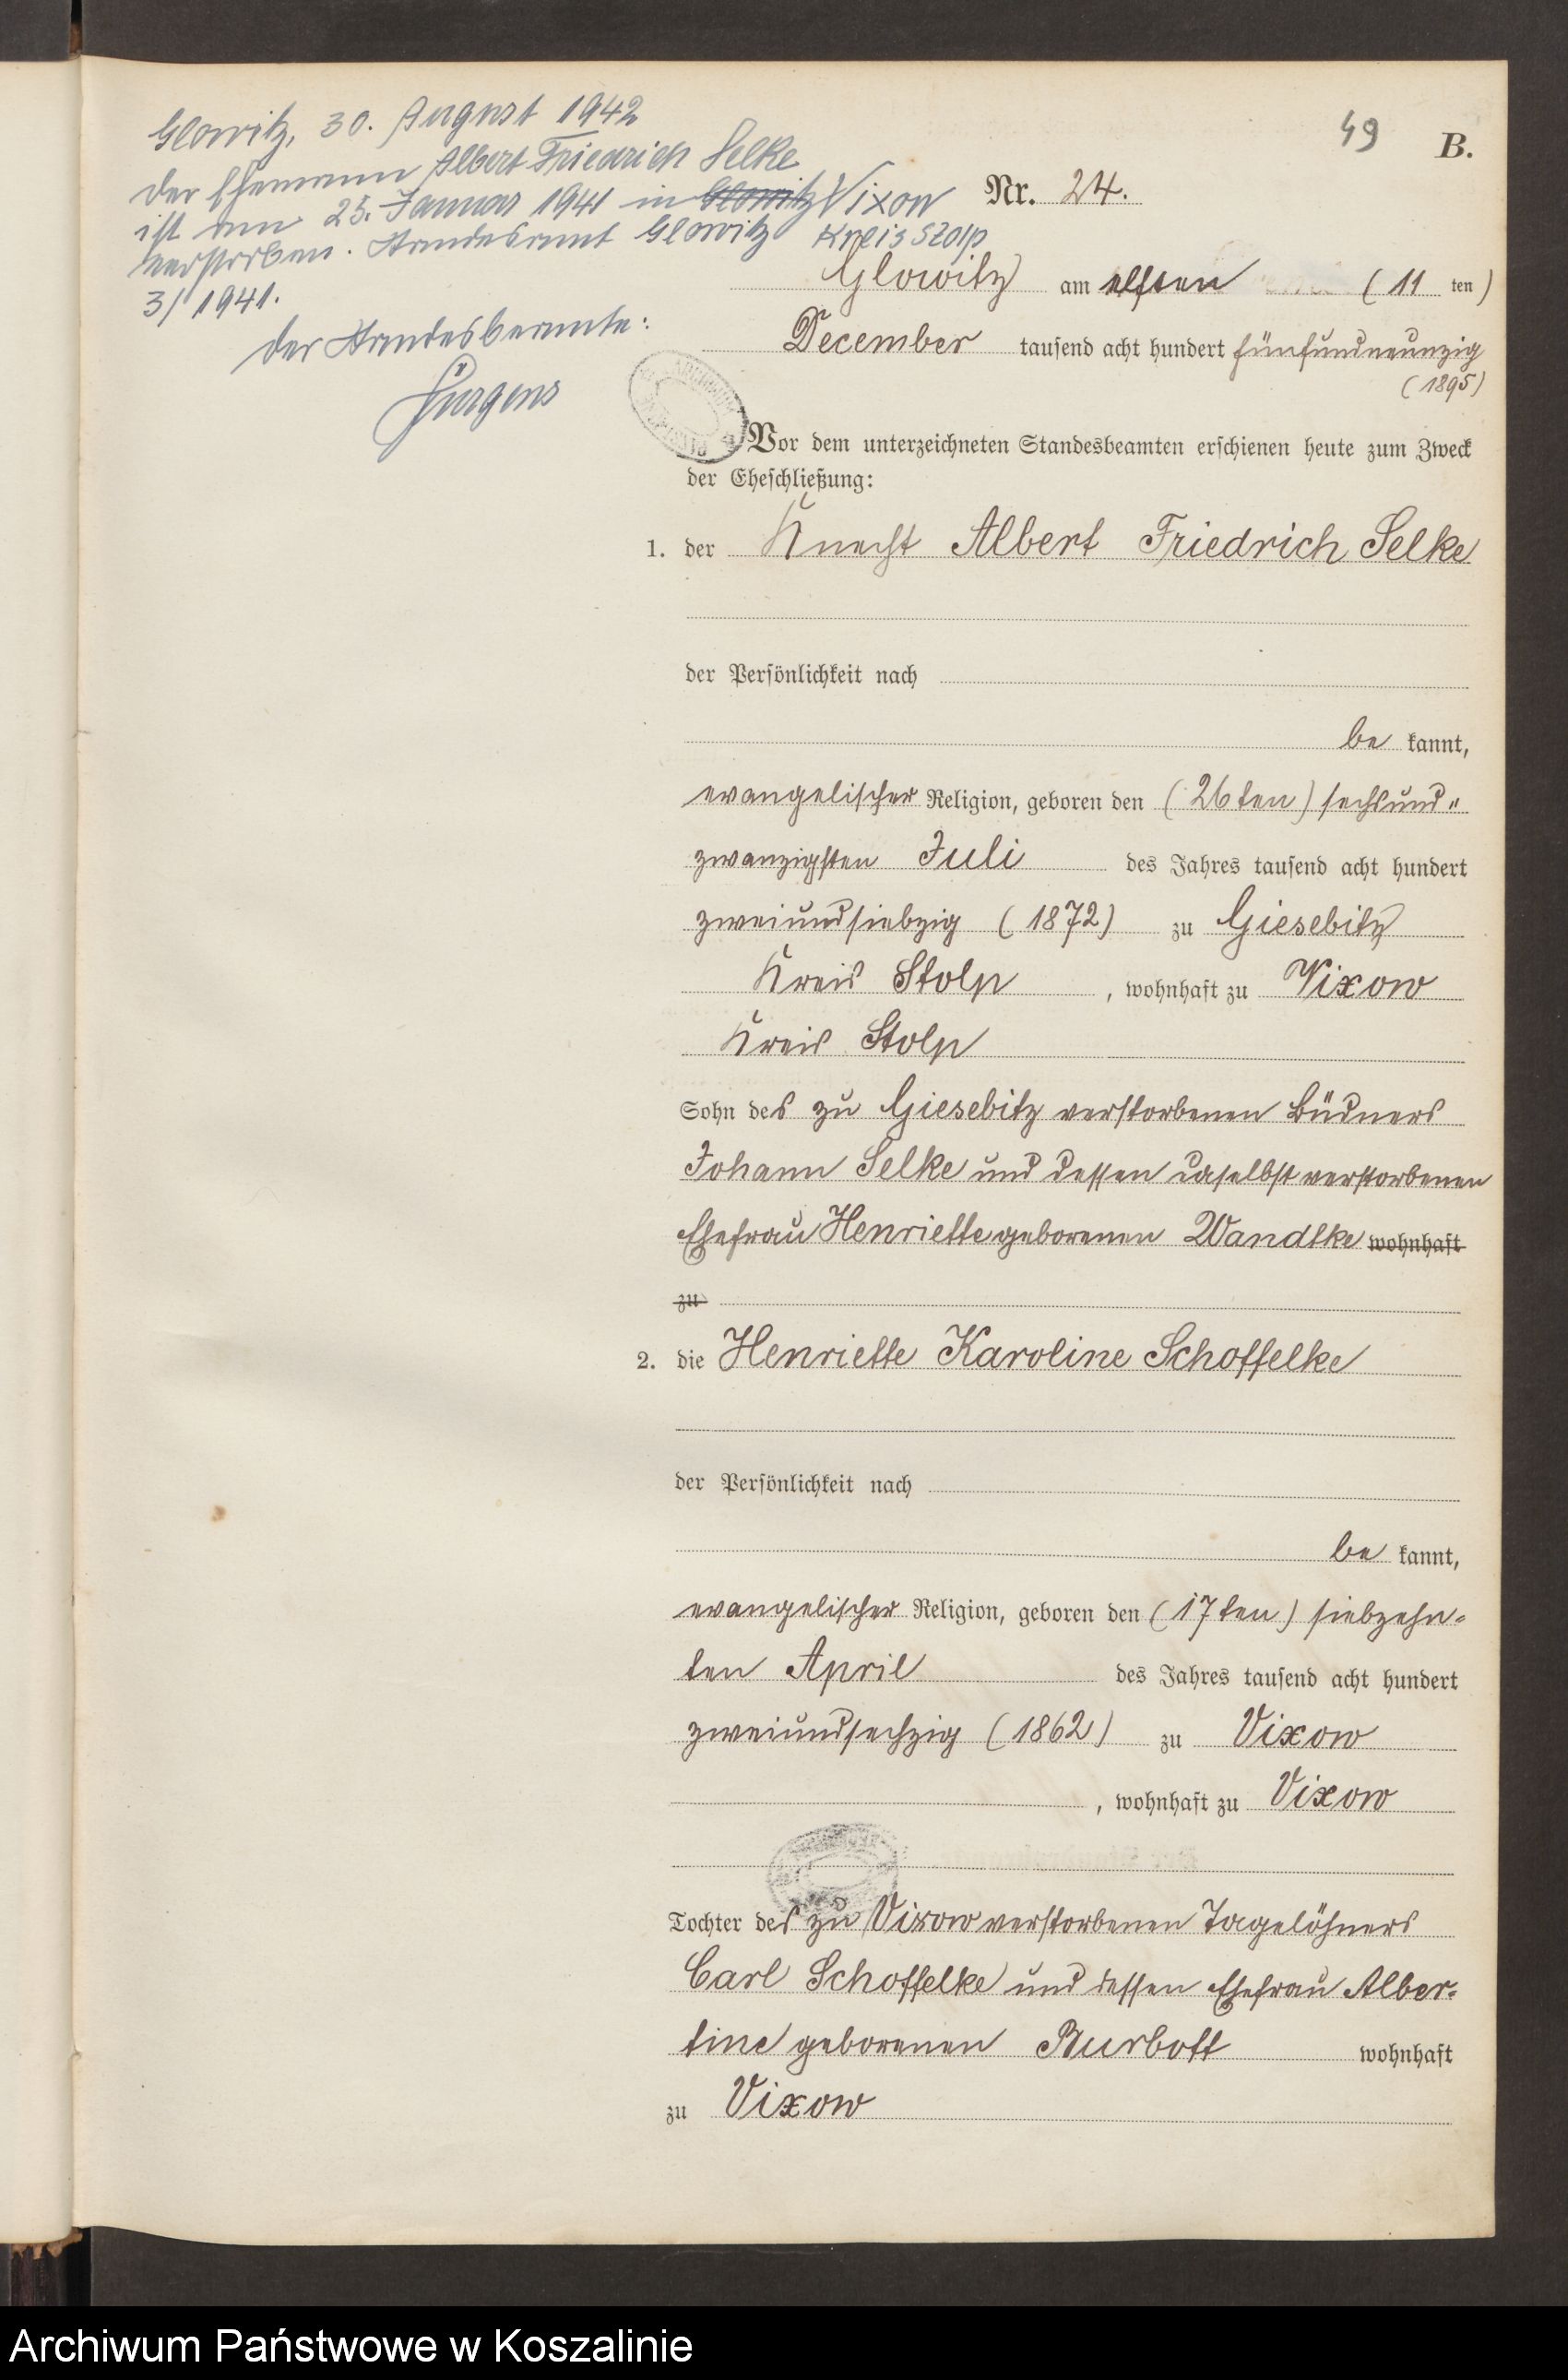 Glowitz, 30. August 1942
Der Ehemann Albert Friedrich Selke
ist am 25. Januar 1941 in Glowitz Vixow
Kreis Stolp
verstorben. Standesamt Glowitz
3/1941.
Der Standesbeamte:
Jürgens
49
B.
Nr. 24.
Glowitz am elften (11 ten)
December tausend acht hundert fünfundneunzig
(1895)
Vor dem unterzeichneten Standesbeamten erschienen heute zum Zweck
der Eheschließung:
1. der Knecht Albert Friedrich Selke
der Persönlichkeit nach
be kannt,
evangelischer Religion, geboren den (26ten) sechsund„
zwanzigsten Juli des Jahres tausend acht hundert
zweiundsiebzig (1872) zu Giesebitz
Kreis Stolp, wohnhaft zu Vixow
Kreis Stolp
Sohn des zu Giesebitz verstorbenen Büdners
Johann Selke und dessen daselbst verstorbenen
Ehefrau Henriette geborenen Wandtke wohnhaft
zu
2. die Henriette Karoline Schoffelke
der Persönlichkeit nach
be kannt,
evangelischer Religion, geboren den (17ten) siebzehn-
ten April des Jahres tausend acht hundert
zweiundsechzig (1862) zu Vixow
, wohnhaft zu Vixow
Tochter des zu Vixow verstorbenen Tagelöhners
Carl Schoffelke und dessen Ehefrau Alber-
tine geborenen wohnhaft
zu Vixow
Archiwum Państwowe w Koszalinie